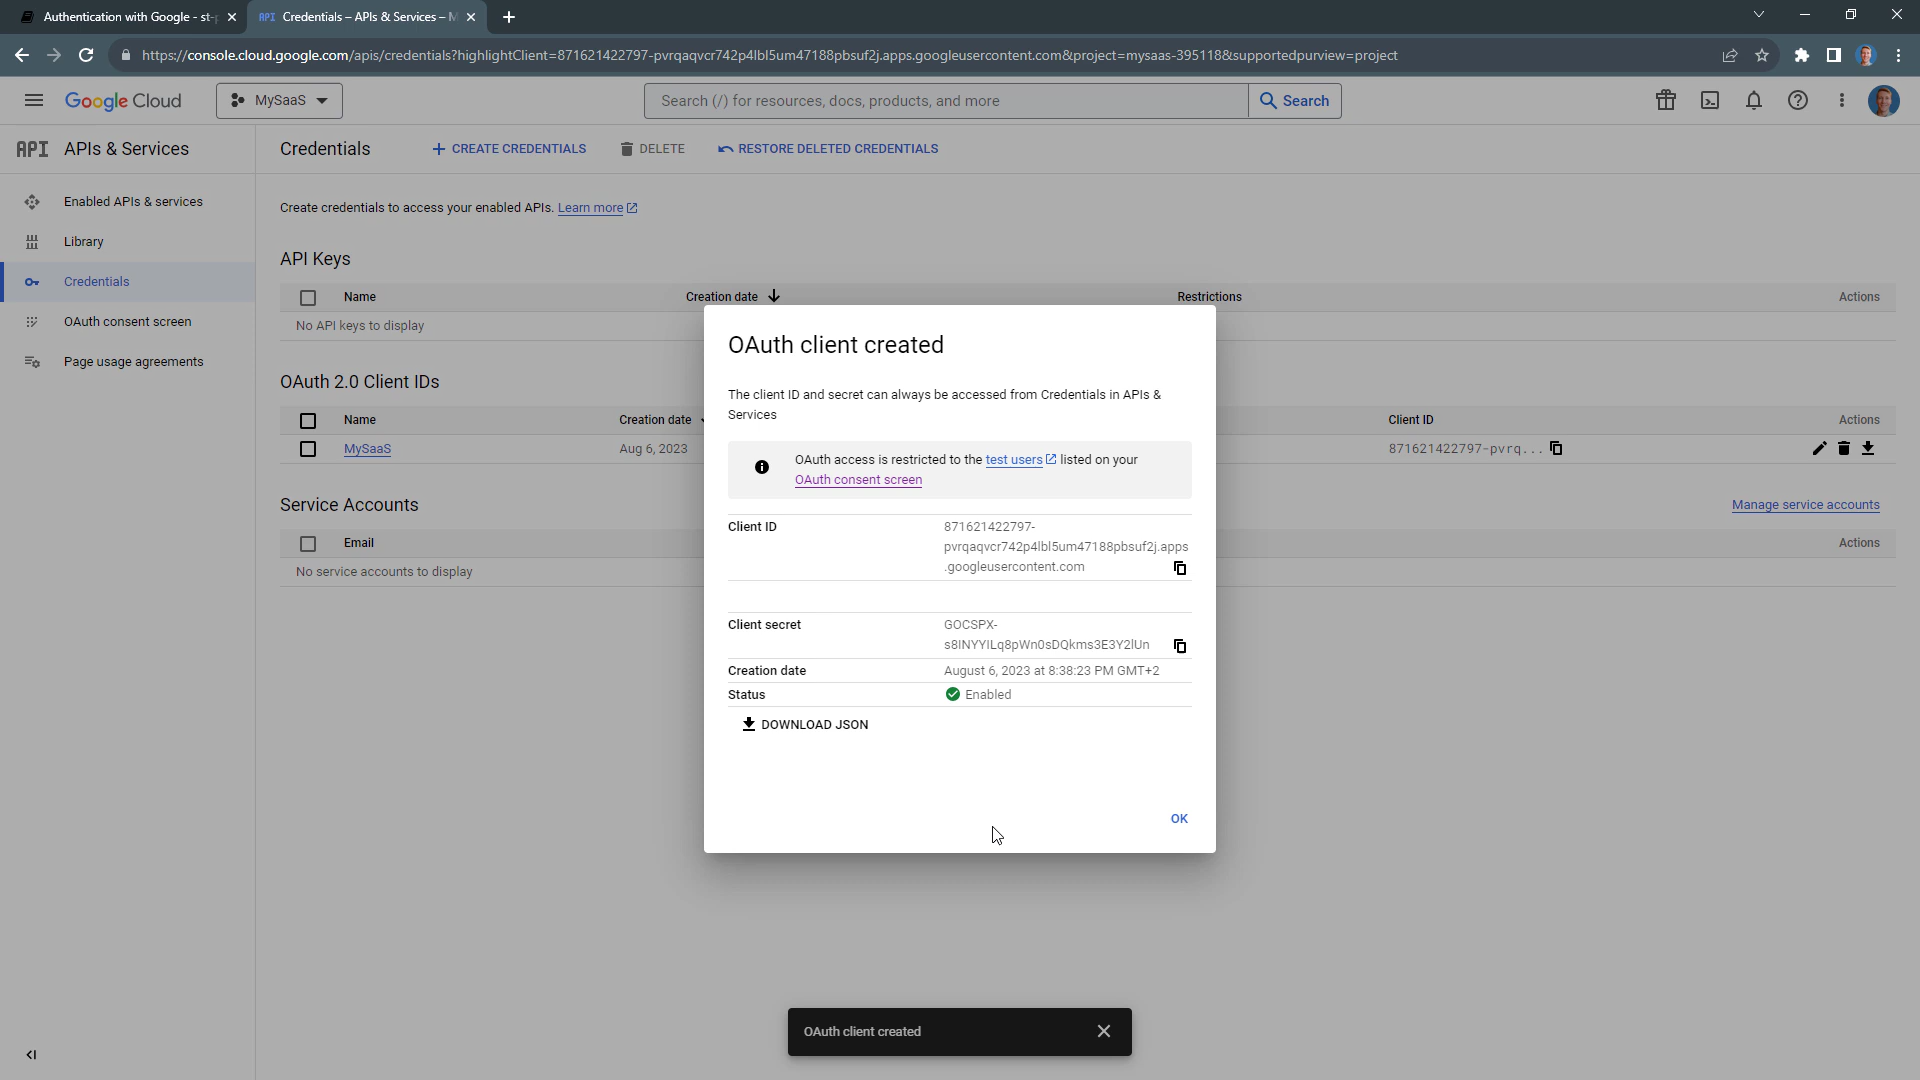 Authentication with Google - st-p
Credentials – APIs & Services – M
https://console.cloud.google.com/apis/credentials?highlightClient=871621422797-pvrqaqvcr742p4lbl5um47188pbsuf2j.apps.googleusercontent.com&project=mysaas-395118&supportedpurview=project
Google Cloud
MySaaS
Search (/) for resources, docs, products, and more
Search
API APIs & Services
Credentials
CREATE CREDENTIALS
DELETE
RESTORE DELETED CREDENTIALS
Enabled APIs & services
Library
Credentials
OAuth consent screen
Page usage agreements
Create credentials to access your enabled APIs. Learn more
API Keys
Name Creation date Restrictions Actions
No API keys to display
OAuth 2.0 Client IDs
Name Creation date Client ID Actions
MySaaS Aug 6, 2023 871621422797-pvrq...
Service Accounts
Manage service accounts
Email Actions
No service accounts to display
OAuth client created
The client ID and secret can always be accessed from Credentials in APIs &
Services
OAuth access is restricted to the test users listed on your
OAuth consent screen
Client ID 871621422797-
pvrqaqvcr742p4lbl5um47188pbsuf2j.apps
.googleusercontent.com
Client secret GOCSPX-
s8INYYILq8pWn0sDQkms3E3Y2lUn
Creation date August 6, 2023 at 8:38:23 PM GMT+2
Status Enabled
DOWNLOAD JSON
OK
OAuth client created